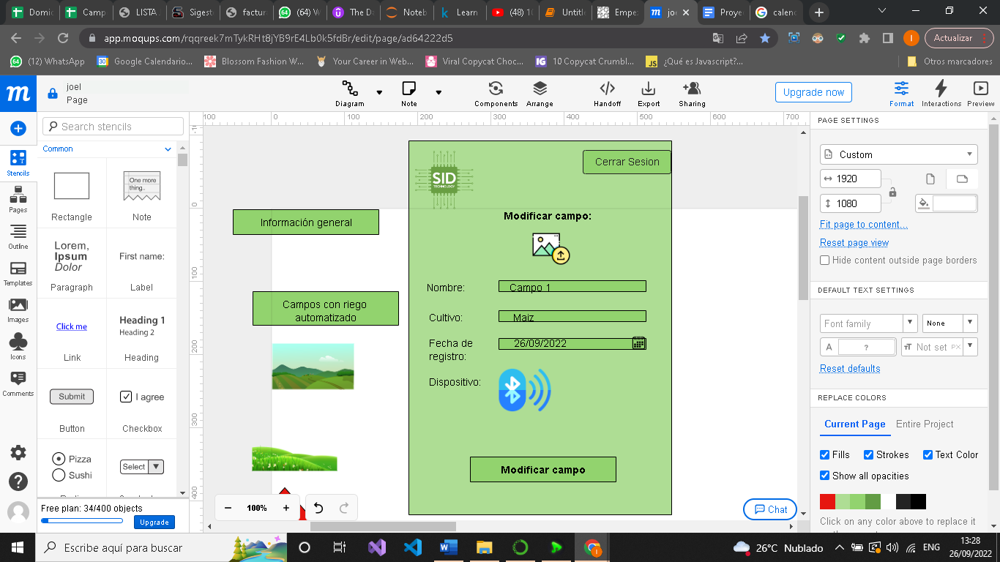 Domic
Camp
LISTA
Sigest
factur
(64) W
The Da
Noteb
Learn
(48) 1(
Untitl
Empe
jo
Proye
calen
app.moqups.com/rqqreek7mTykRHt8jYB9rE4Lb0k5fdBr/edit/page/ad64222d5
Actualizar
(12) WhatsApp
Google Calendario...
Blossom Fashion W...
Your Career in Web...
Viral Copycat Choc...
10 Copycat Crumbl...
¿Qué es Javascript?...
Otros marcadores
joel
Page
Diagram
Note
Components
Arrange
Handoff
Export
Sharing
Upgrade now
Format
Interactions
Preview
Stencils
Pages
Outline
Templates
Images
Icons
Comments
Search stencils
Common
Rectangle
One more thing..
Note
Lorem,
Ipsum
Dolor
Paragraph
First name:
Label
Click me
Link
Heading 1
Heading 2
Heading
Submit
Button
I agree
Checkbox
Pizza
Sushi
Select
Free plan: 34/400 objects
Upgrade
100 0 100 200 300 400 500 600 700
0
100
200
300
400
Información general
Campos con riego
automatizado
SID
TECHNOLOGY
Cerrar Sesion
Modificar campo:
Nombre: Campo 1
Cultivo: Maiz
Fecha de
registro: 26/09/2022
Dispositivo:
Modificar campo
100%
Chat
PAGE SETTINGS
Custom
1920
1080
Fit page to content...
Reset page view
Hide content outside page borders
DEFAULT TEXT SETTINGS
Font family
None
A ?
Not set PX
Reset defaults
REPLACE COLORS
Current Page Entire Project
Fills Strokes Text Color
Show all opacities
Click on any color above to replace it
Escribe aquí para buscar
26°C Nublado
ENG
13:28
26/09/2022